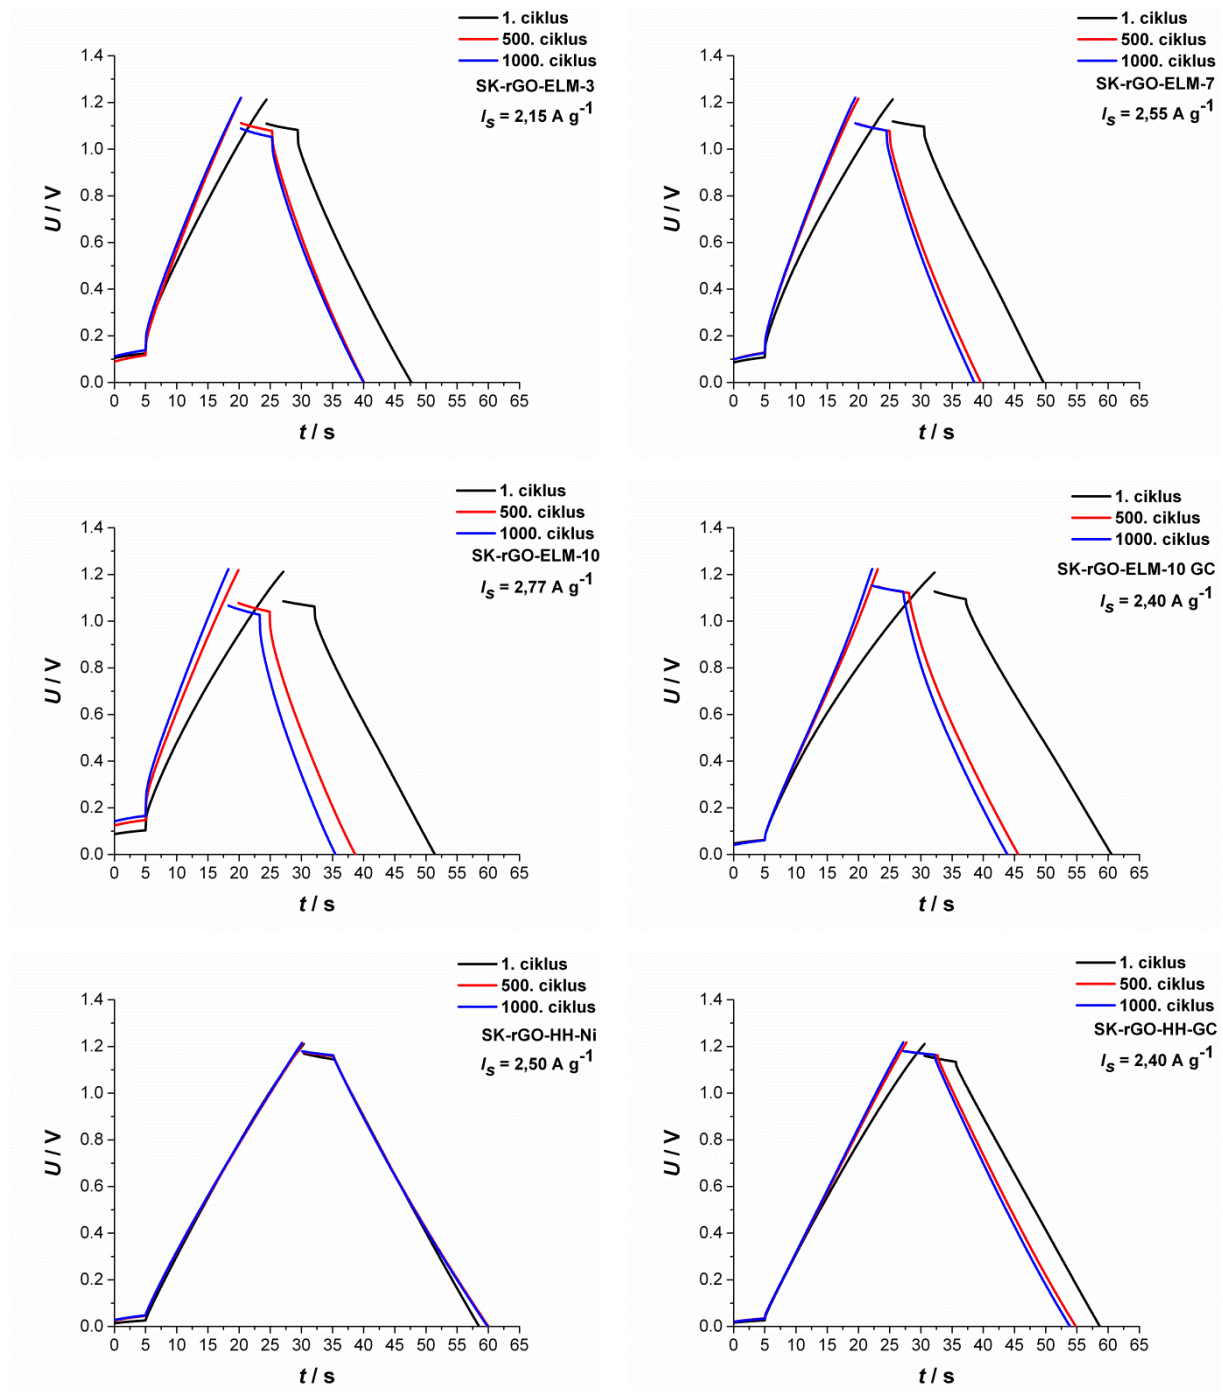 1. ciklus
500. ciklus
1000. ciklus
SK-rGO-ELM-3
I_S = 2,15 A g⁻¹
1.4
1.2
1.0
0.8
0.6
0.4
0.2
0.0
U / V
0 5 10 15 20 25 30 35 40 45 50 55 60 65
t / s
1. ciklus
500. ciklus
1000. ciklus
SK-rGO-ELM-7
I_S = 2,55 A g⁻¹
1.4
1.2
1.0
0.8
0.6
0.4
0.2
0.0
U / V
0 5 10 15 20 25 30 35 40 45 50 55 60 65
t / s
1. ciklus
500. ciklus
1000. ciklus
SK-rGO-ELM-10
I_S = 2,77 A g⁻¹
1.4
1.2
1.0
0.8
0.6
0.4
0.2
0.0
U / V
0 5 10 15 20 25 30 35 40 45 50 55 60 65
t / s
1. ciklus
500. ciklus
1000. ciklus
SK-rGO-ELM-10 GC
I_S = 2,40 A g⁻¹
1.4
1.2
1.0
0.8
0.6
0.4
0.2
0.0
U / V
0 5 10 15 20 25 30 35 40 45 50 55 60 65
t / s
1. ciklus
500. ciklus
1000. ciklus
SK-rGO-HH-Ni
I_S = 2,50 A g⁻¹
1.4
1.2
1.0
0.8
0.6
0.4
0.2
0.0
U / V
0 5 10 15 20 25 30 35 40 45 50 55 60 65
t / s
1. ciklus
500. ciklus
1000. ciklus
SK-rGO-HH-GC
I_S = 2,40 A g⁻¹
1.4
1.2
1.0
0.8
0.6
0.4
0.2
0.0
U / V
0 5 10 15 20 25 30 35 40 45 50 55 60 65
t / s